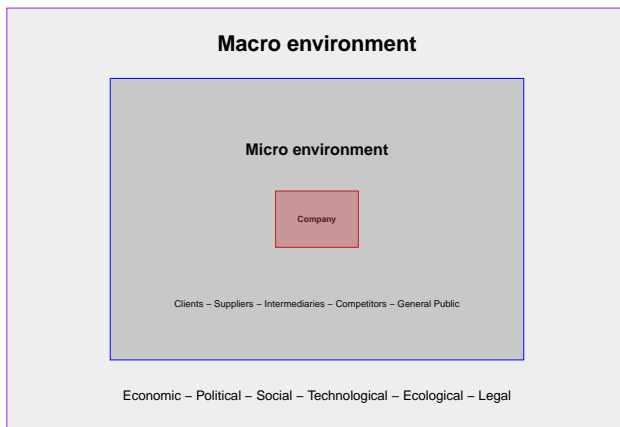 Macro environment
Micro environment
Company
Clients – Suppliers – Intermediaries – Competitors – General Public
Economic – Political – Social – Technological – Ecological – Legal